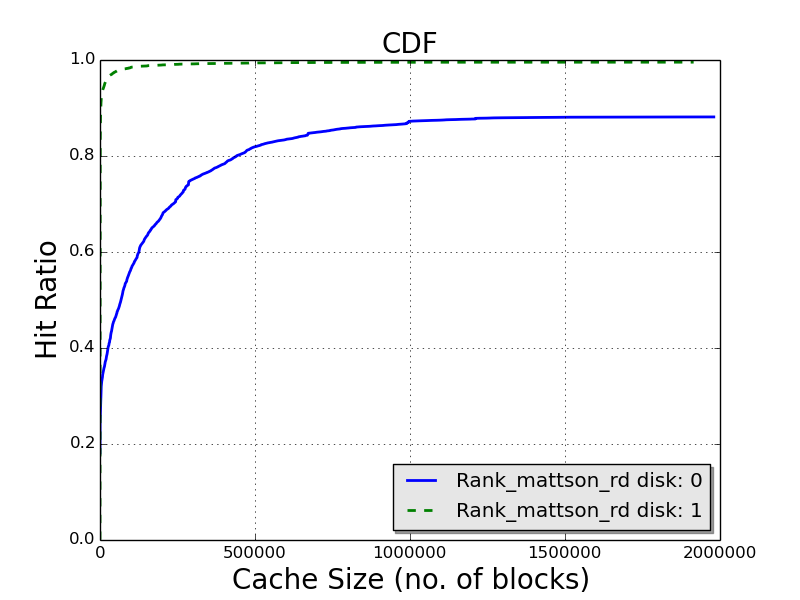 CDF
1.0
0.8
0.6
0.4
0.2
0.0
Hit Ratio
Rank_mattson_rd disk: 0
Rank_mattson_rd disk: 1
0 500000 1000000 1500000 2000000
Cache Size (no. of blocks)